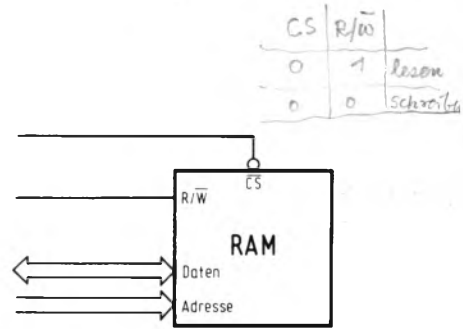 CS R/W̅
0 1 lesen
0 0 schreiben
C̅S̅
R/W̅
RAM
Daten
Adresse